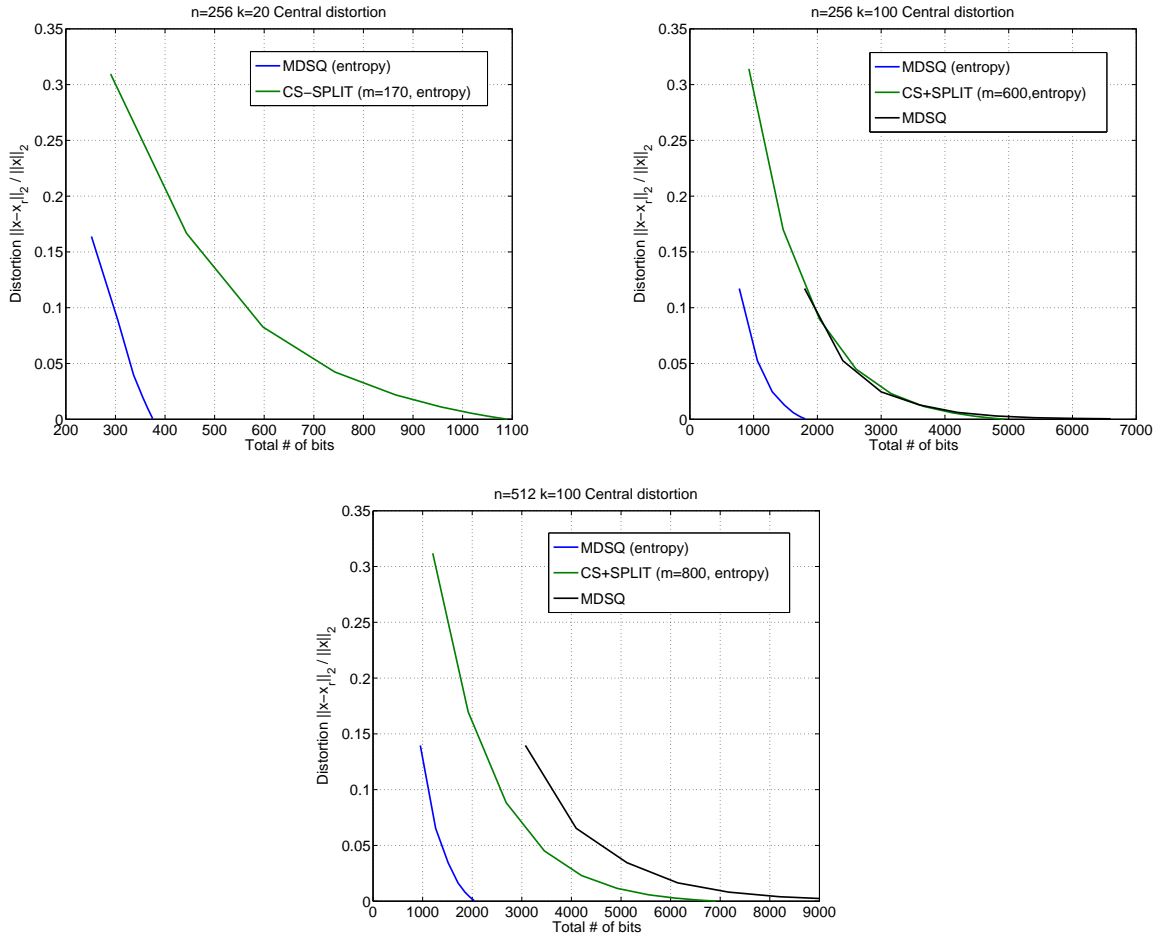 n=256 k=20 Central distortion
0.35
0.3
0.25
0.2
0.15
0.1
0.05
0
Distortion ||x−x_r||_2 / ||x||_2
MDSQ (entropy)
CS−SPLIT (m=170, entropy)
200 300 400 500 600 700 800 900 1000 1100
Total # of bits
n=256 k=100 Central distortion
0.35
0.3
0.25
0.2
0.15
0.1
0.05
0
Distortion ||x−x_r||_2 / ||x||_2
MDSQ (entropy)
CS+SPLIT (m=600,entropy)
MDSQ
0 1000 2000 3000 4000 5000 6000 7000
Total # of bits
n=512 k=100 Central distortion
0.35
0.3
0.25
0.2
0.15
0.1
0.05
0
Distortion ||x−x_r||_2 / ||x||_2
MDSQ (entropy)
CS+SPLIT (m=800, entropy)
MDSQ
0 1000 2000 3000 4000 5000 6000 7000 8000 9000
Total # of bits